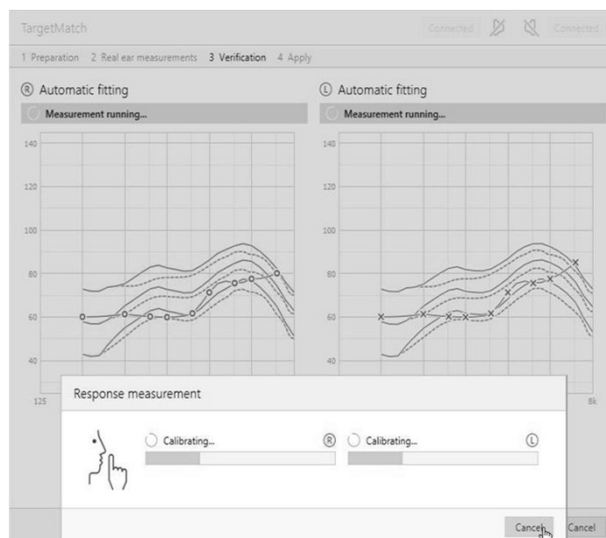 TargetMatch
Connected
Connected
1 Preparation 2 Real ear measurements 3 Verification 4 Apply
R Automatic fitting
L Automatic fitting
Measurement running...
Measurement running...
140
120
100
80
60
40
125
140
120
100
80
60
40
8k
Response measurement
Calibrating... R
Calibrating... L
Cancel
Cancel